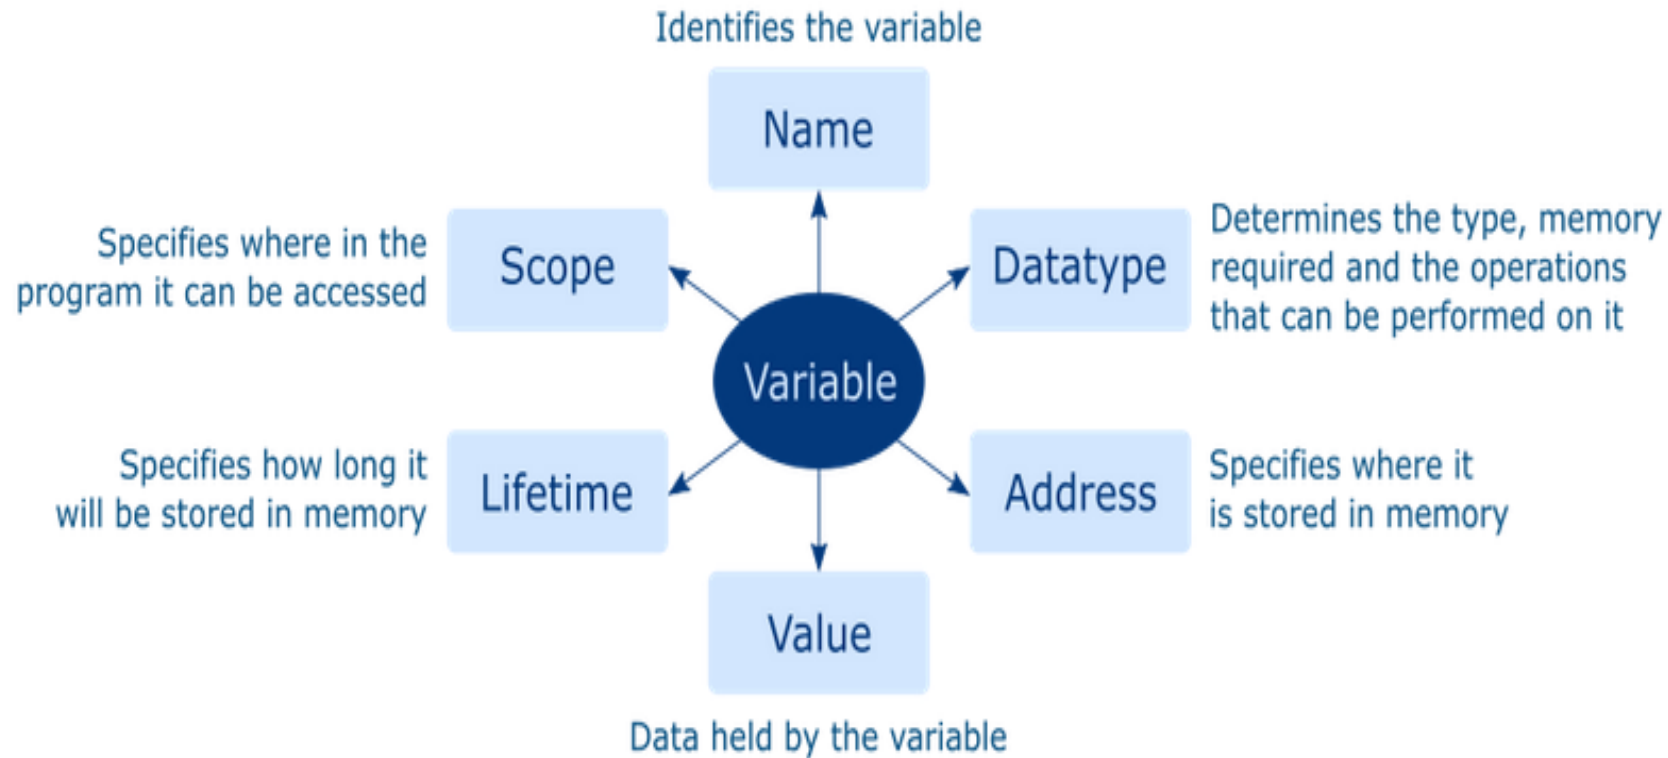 Identifies the variable
Name
Specifies where in the
program it can be accessed
Scope
Datatype
Determines the type, memory
required and the operations
that can be performed on it
Variable
Specifies how long it
will be stored in memory
Lifetime
Address
Specifies where it
is stored in memory
Value
Data held by the variable